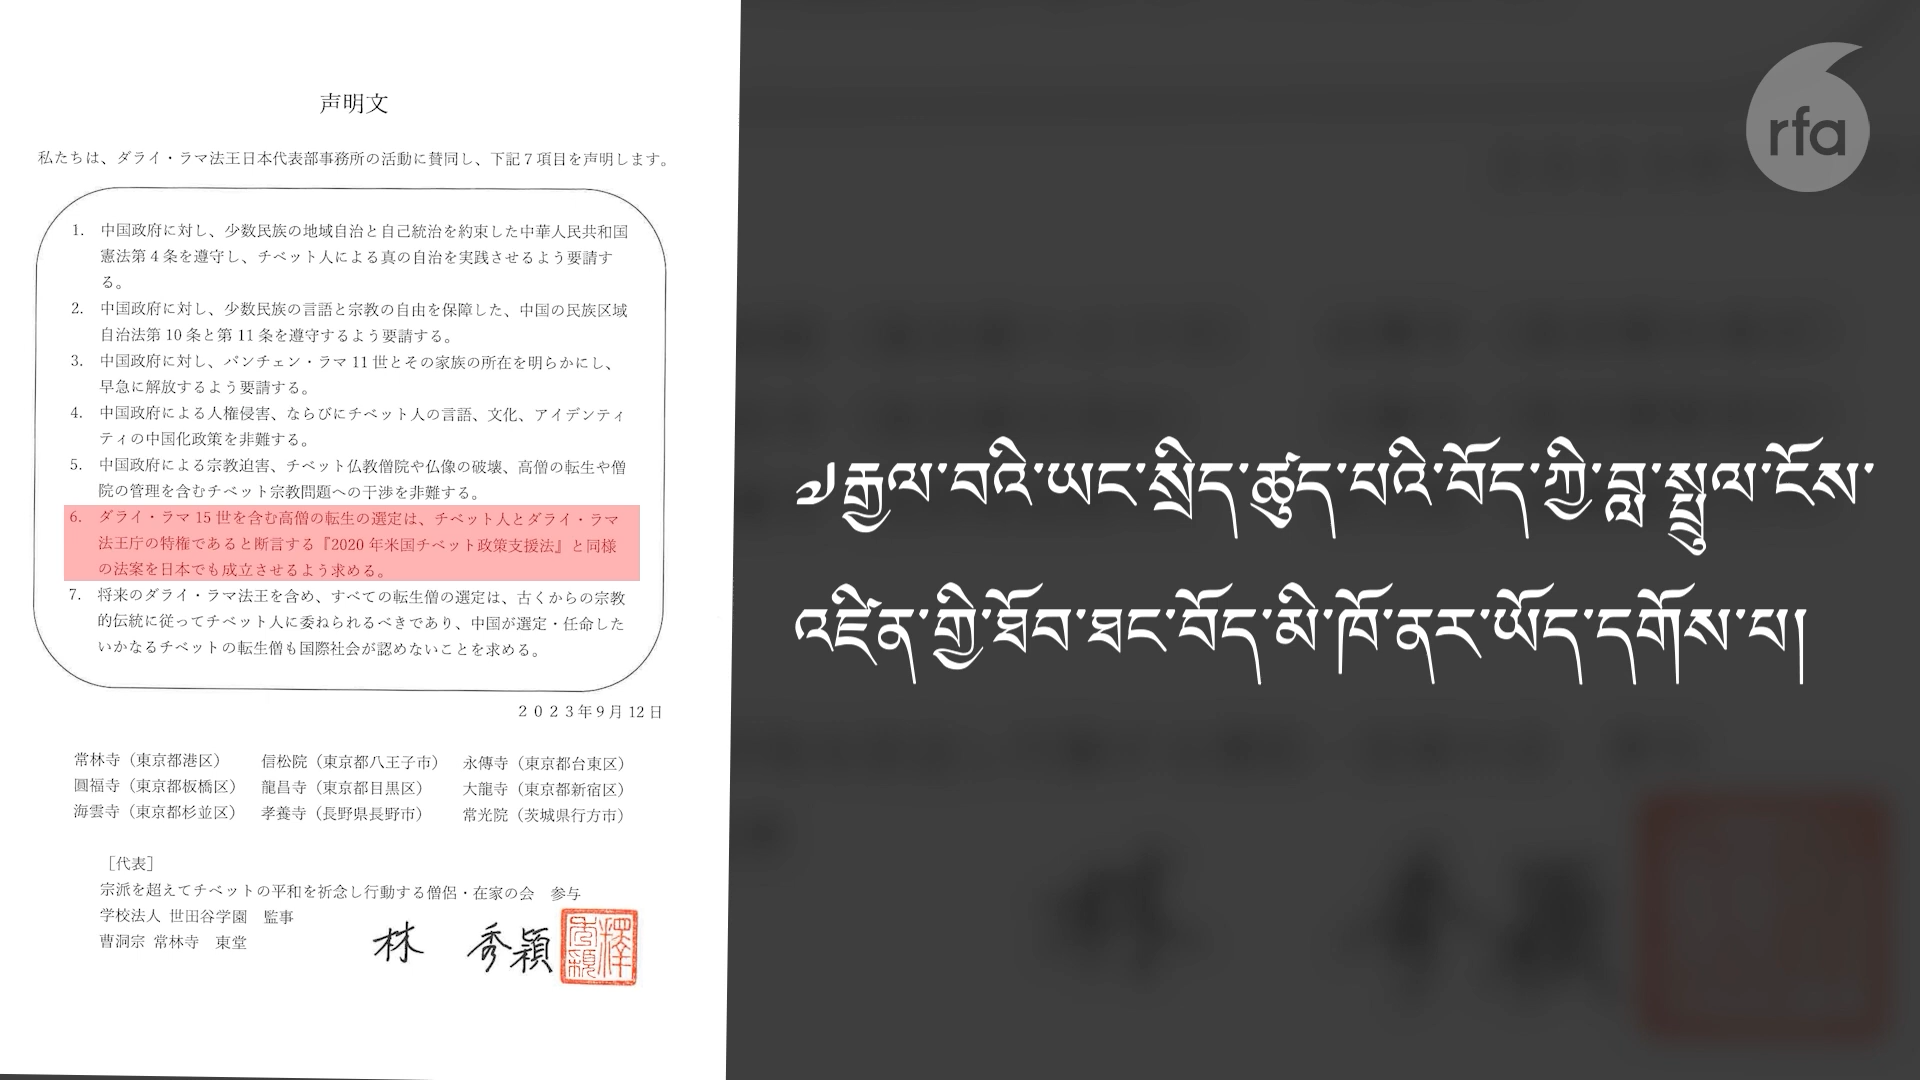 声明文
私たちは、ダライ・ラマ法王日本代表部事務所の活動に賛同し、下記7項目を声明します。
1. 中国政府に対し、少数民族の地域自治と自己統治を約束した中華人民共和国
憲法第4条を遵守し、チベット人による真の自治を実践させるよう要請す
る。
2. 中国政府に対し、少数民族の言語と宗教の自由を保障した、中国の民族区域
自治法第10条と第11条を遵守するよう要請する。
3. 中国政府に対し、パンチェン・ラマ11世とその家族の所在を明らかにし、
早急に解放するよう要請する。
4. 中国政府による人権侵害、ならびにチベット人の言語、文化、アイデンティ
ティの中国化政策を非難する。
5. 中国政府による宗教迫害、チベット仏教僧院や仏像の破壊、高僧の転生や僧
院の管理を含むチベット宗教問題への干渉を非難する。
6. ダライ・ラマ15世を含む高僧の転生の選定は、チベット人とダライ・ラマ
法王庁の特権であると断言する『2020年米国チベット政策支援法』と同様
の法案を日本でも成立させるよう求める。
7. 将来のダライ・ラマ法王を含め、すべての転生僧の選定は、古くからの宗教
的伝統に従ってチベット人に委ねられるべきであり、中国が選定・任命した
いかなるチベットの転生僧も国際社会が認めないことを求める。
２０２３年９月12日
常林寺（東京都港区） 信松院（東京都八王子市） 永傳寺（東京都台東区）
圓福寺（東京都板橋区） 龍昌寺（東京都目黒区） 大龍寺（東京都新宿区）
海雲寺（東京都杉並区） 孝養寺（長野県長野市） 常光院（茨城県行方市）
［代表］
宗派を超えてチベットの平和を祈念し行動する僧侶・在家の会 参与
学校法人 世田谷学園 監事
曹洞宗 常林寺 東堂
林 秀穎
rfa
༧རྒྱལ་བའི་ཡང་སྲིད་ཚུད་པའི་བོད་ཀྱི་བླ་སྤྲུལ་ངོས་
འཛིན་གྱི་ཐོབ་ཐང་བོད་མི་ཁོ་ནར་ཡོད་དགོས་པ།